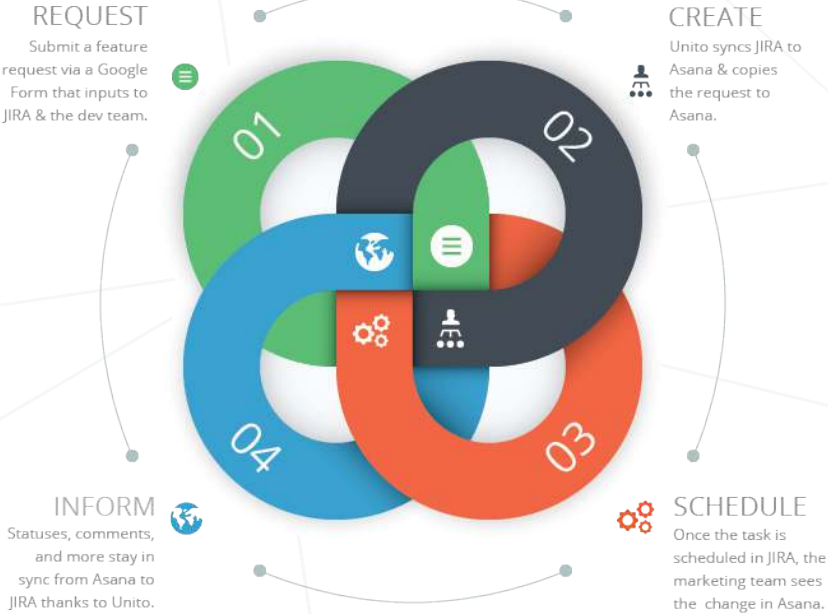 REQUEST
Submit a feature
request via a Google
Form that inputs to
JIRA & the dev team.
CREATE
Unito syncs JIRA to
Asana & copies
the request to
Asana.
01
02
04
03
INFORM
Statuses, comments,
and more stay in
sync from Asana to
JIRA thanks to Unito.
SCHEDULE
Once the task is
scheduled in JIRA, the
marketing team sees
the change in Asana.